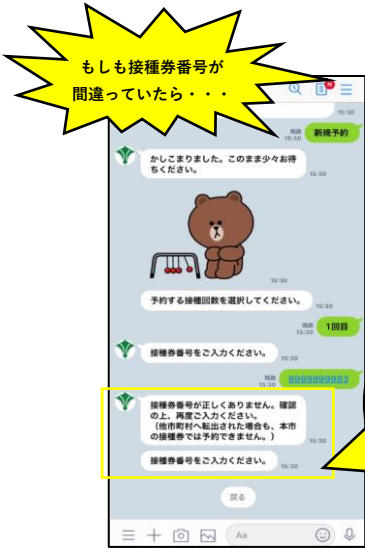 もしも接種券番号が
間違っていたら・・・
N
15:30
既読
15:30
新規予約
かしこまりました。このまま少々お待
ちください。
15:30
15:30
予約する接種回数を選択してください。
15:30
既読
15:30
1回目
接種券番号をご入力ください。
15:30
既読
15:30
9999999983
接種券番号が正しくありません。確認
の上、再度ご入力ください。
（他市町村へ転出された場合も、本市
の接種券では予約できません。）
15:30
接種券番号をご入力ください。
15:30
戻る
Aa